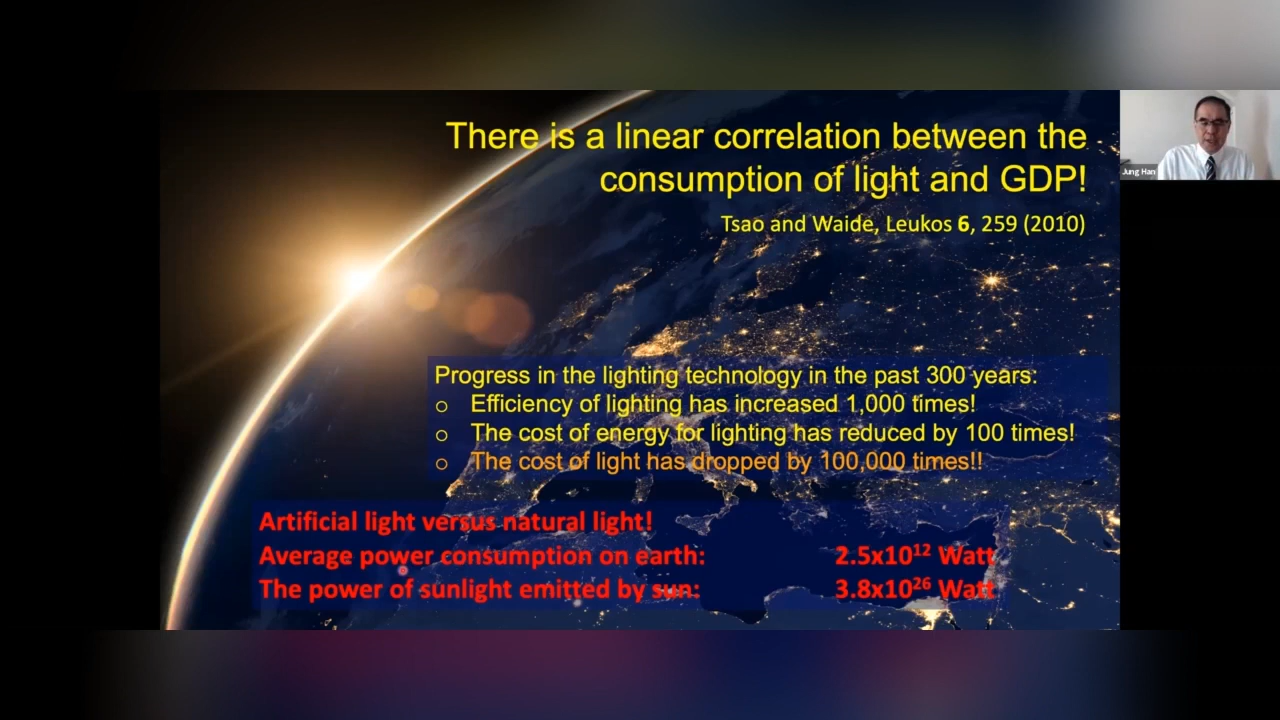 There is a linear correlation between the
consumption of light and GDP!
Tsao and Waide, Leukos 6, 259 (2010)
Jung Han
Progress in the lighting technology in the past 300 years:
o Efficiency of lighting has increased 1,000 times!
o The cost of energy for lighting has reduced by 100 times!
o The cost of light has dropped by 100,000 times!!
Artificial light versus natural light!
Average power consumption on earth: 2.5x10¹² Watt
The power of sunlight emitted by sun: 3.8x10²⁶ Watt